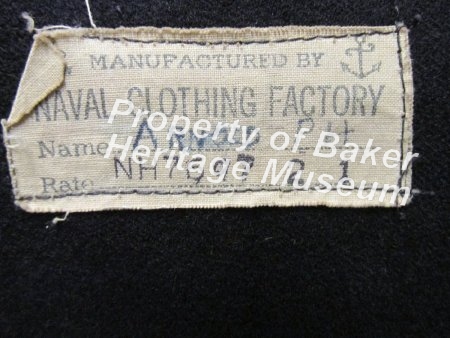 MANUFACTURED BY
NAVAL CLOTHING FACTORY
Name
Rate
Property of Baker
Heritage Museum